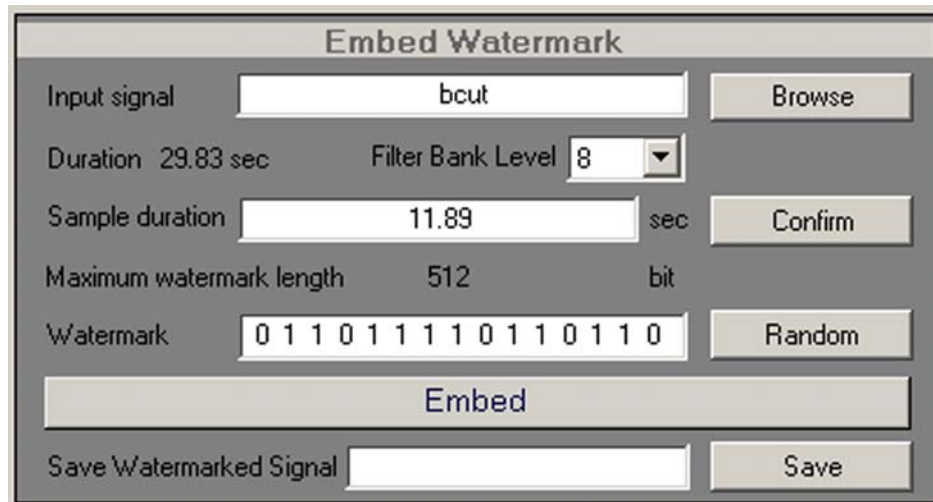 Embed Watermark
Input signal bcut Browse
Duration 29.83 sec Filter Bank Level 8
Sample duration 11.89 sec Confirm
Maximum watermark length 512 bit
Watermark 0 1 1 0 1 1 1 1 0 1 1 0 1 1 0 Random
Embed
Save Watermarked Signal Save